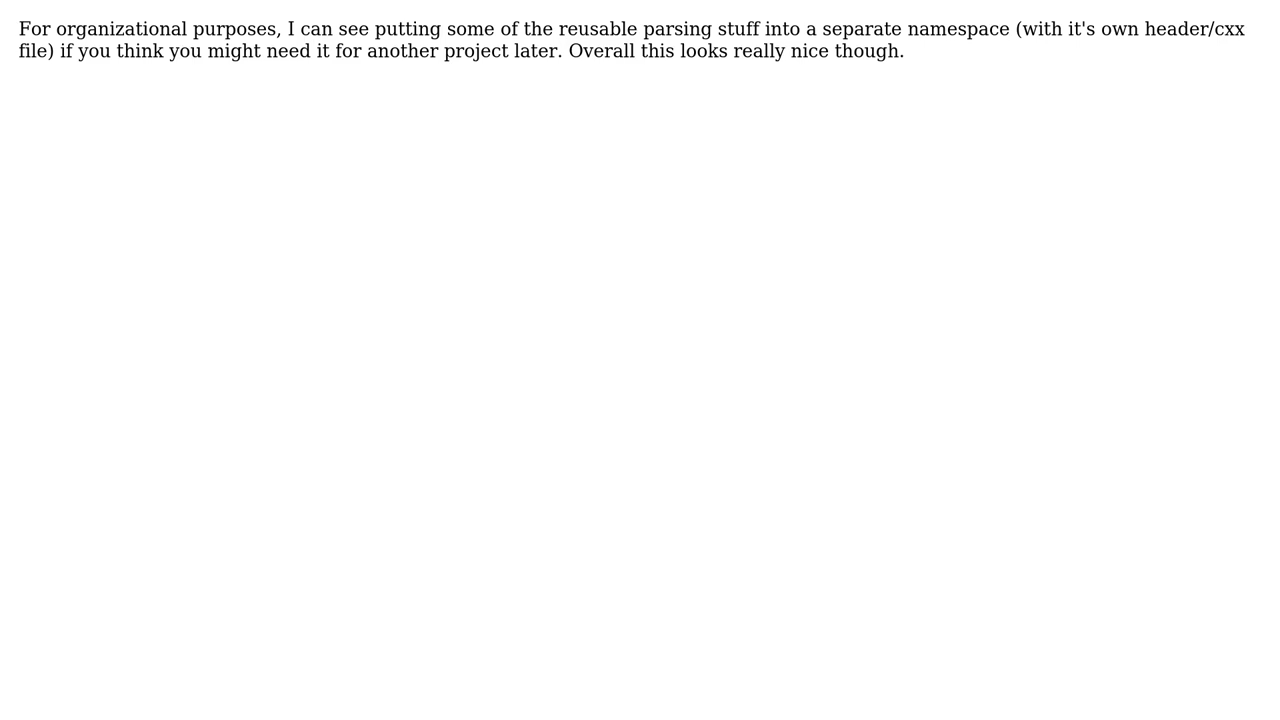 For organizational purposes, I can see putting some of the reusable parsing stuff into a separate namespace (with it's own header/cxx
file) if you think you might need it for another project later. Overall this looks really nice though.